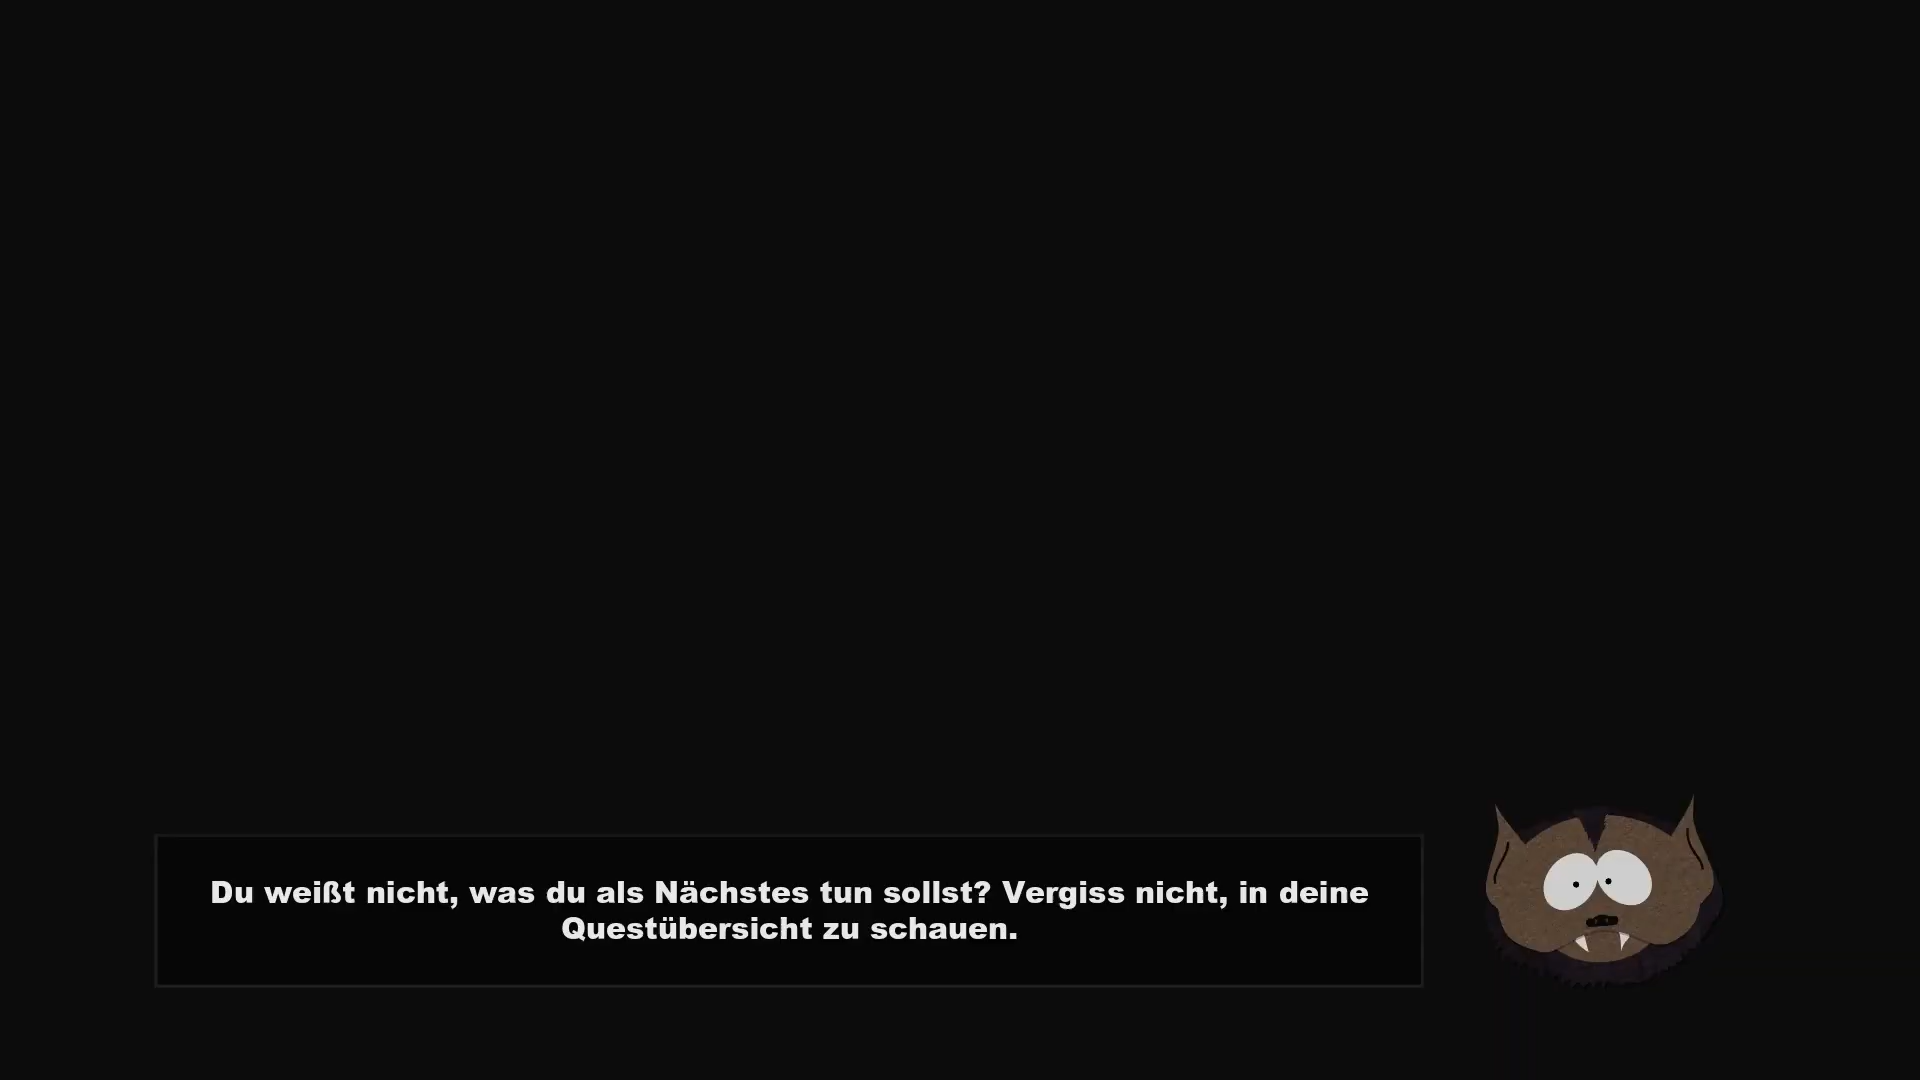 Du weißt nicht, was du als Nächstes tun sollst? Vergiss nicht, in deine
Questübersicht zu schauen.